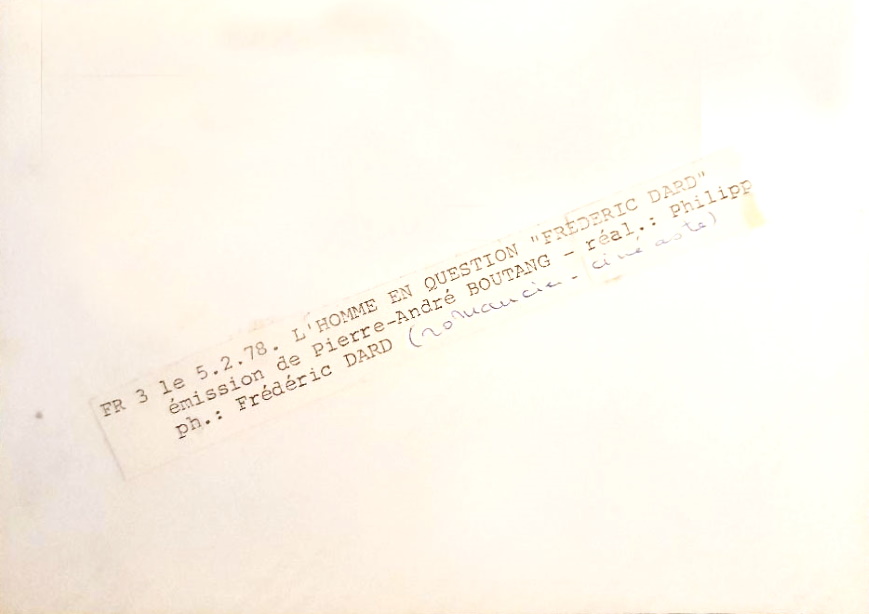 FR 3 le 5.2.78. L'HOMME EN QUESTION "FRÉDERIC DARD"
émission de Pierre-André BOUTANG - réal.: Philipp
ph.: Frédéric DARD (romancier - cinéaste)